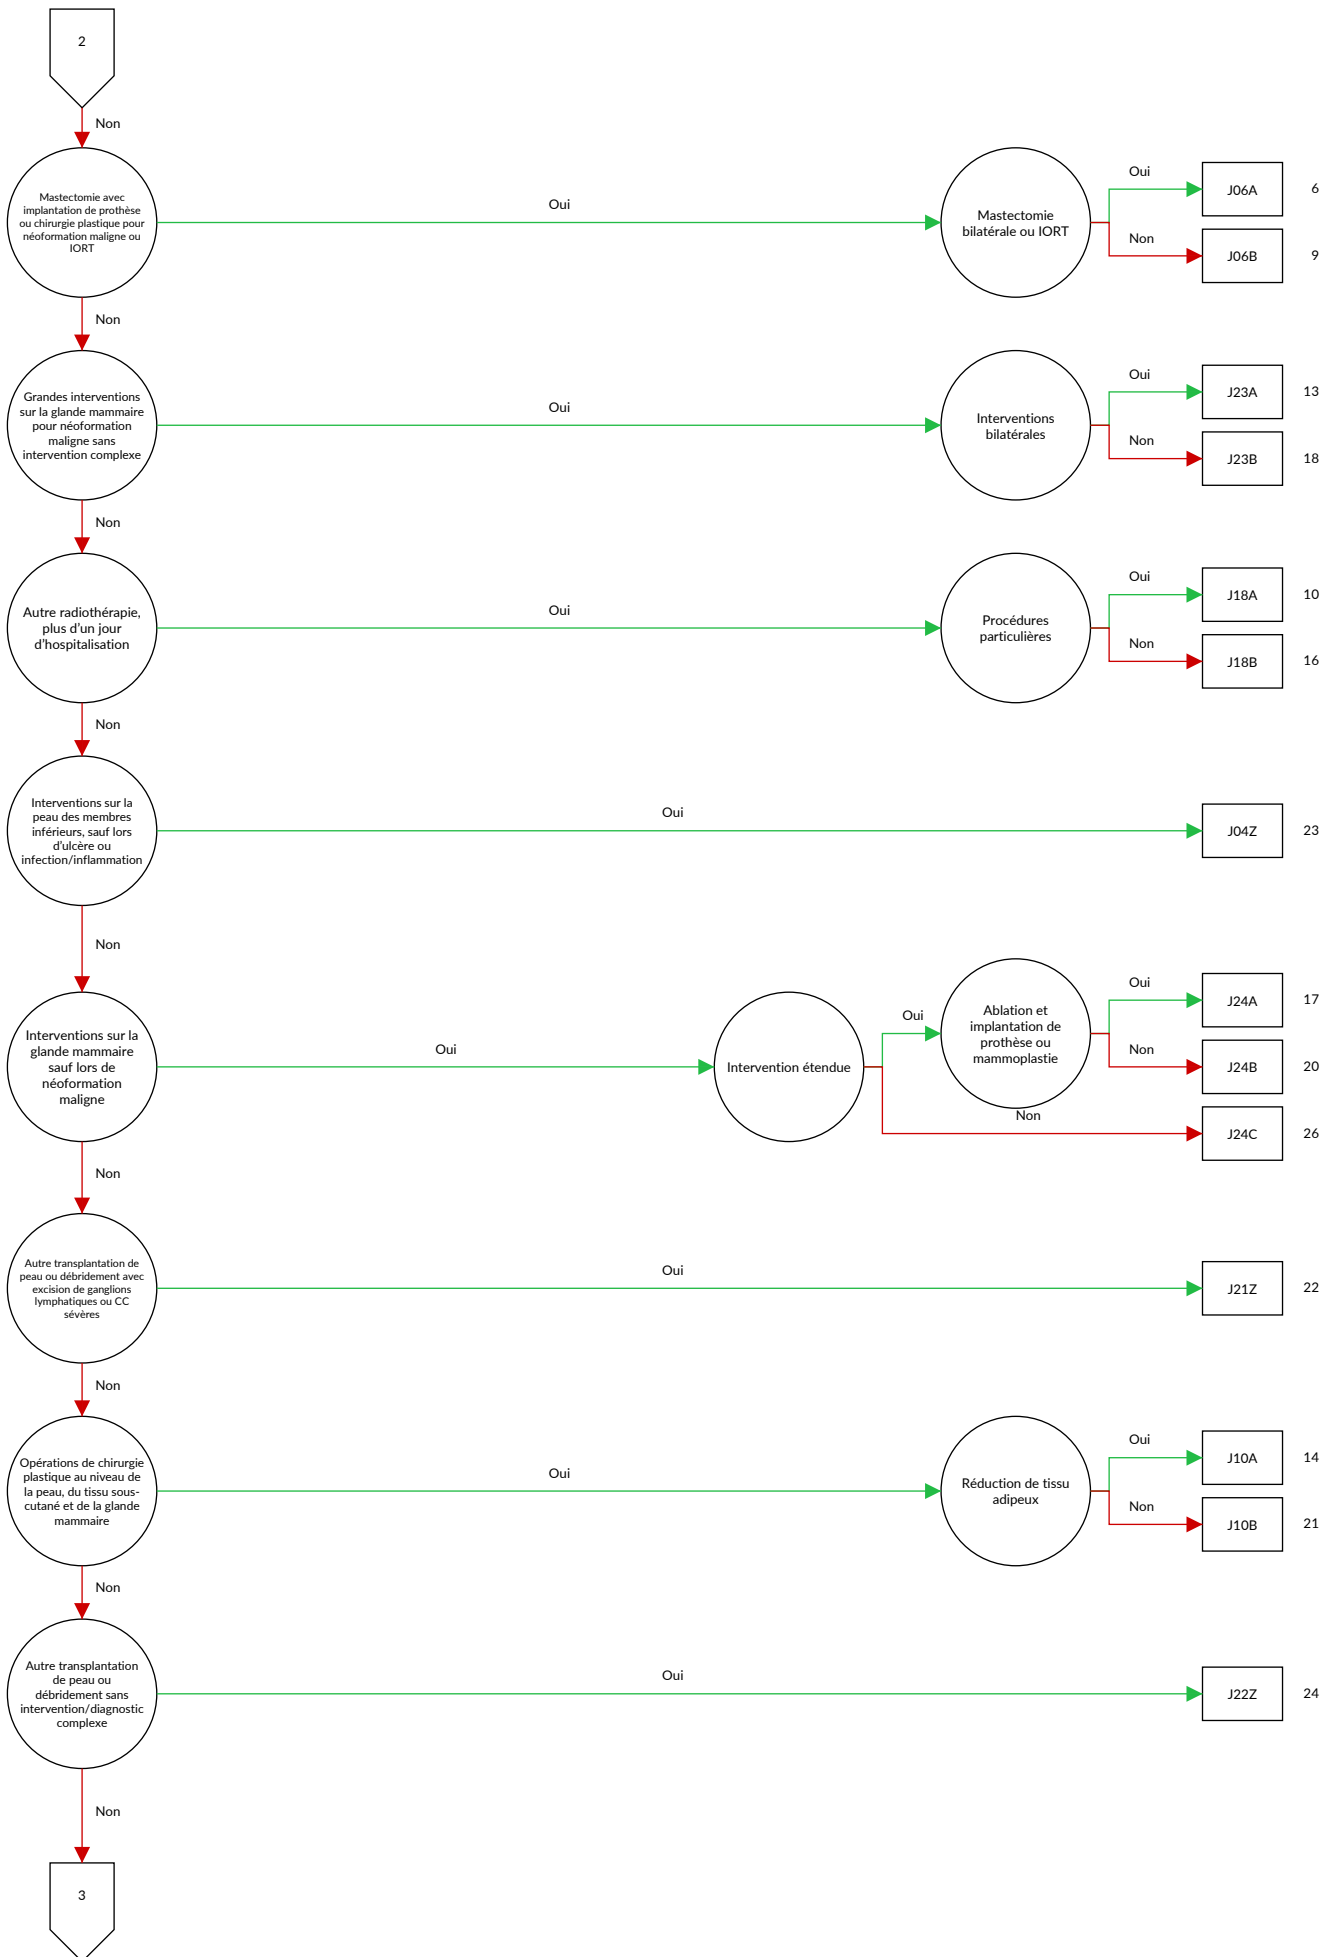 2
Non
Mastectomie avec
implantation de prothèse
ou chirurgie plastique pour
néoformation maligne ou
IORT
Oui
Mastectomie
bilatérale ou IORT
Oui
J06A
6
Non
J06B
9
Non
Grandes interventions
sur la glande mammaire
pour néoformation
maligne sans
intervention complexe
Oui
Interventions
bilatérales
Oui
J23A
13
Non
J23B
18
Non
Autre radiothérapie,
plus d'un jour
d'hospitalisation
Oui
Procédures
particulières
Oui
J18A
10
Non
J18B
16
Non
Interventions sur la
peau des membres
inférieurs, sauf lors
d'ulcère ou
infection/inflammation
Oui
J04Z
23
Non
Interventions sur la
glande mammaire
sauf lors de
néoformation
maligne
Oui
Intervention étendue
Oui
Ablation et
implantation de
prothèse ou
mammoplastie
Oui
J24A
17
Non
J24B
20
Non
J24C
26
Non
Autre transplantation de
peau ou débridement avec
excision de ganglions
lymphatiques ou CC
sévères
Oui
J21Z
22
Non
Opérations de chirurgie
plastique au niveau de
la peau, du tissu sous-
cutané et de la glande
mammaire
Oui
Réduction de tissu
adipeux
Oui
J10A
14
Non
J10B
21
Non
Autre transplantation
de peau ou
débridement sans
intervention/diagnostic
complexe
Oui
J22Z
24
Non
3